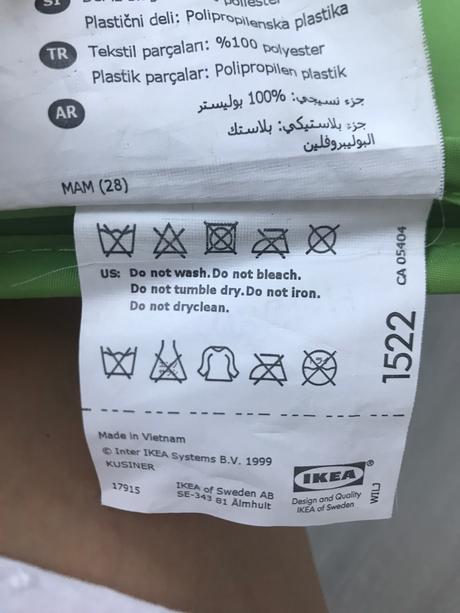 SI
polyester
Plastični deli: Polipropilenska plastika
TR
Tekstil parçaları: %100 polyester
Plastik parçalar: Polipropilen plastik
AR
جزء نسيجي: 100% بوليستر
جزء بلاستيكي: بلاستك
البوليبروفلين
MAM (28)
US: Do not wash. Do not bleach.
Do not tumble dry. Do not iron.
Do not dryclean.
CA 05404
1522
Made in Vietnam
© Inter IKEA Systems B.V. 1999
KUSINER
17915
IKEA of Sweden AB
SE-343 81 Älmhult
IKEA®
Design and Quality
IKEA of Sweden
WILJ